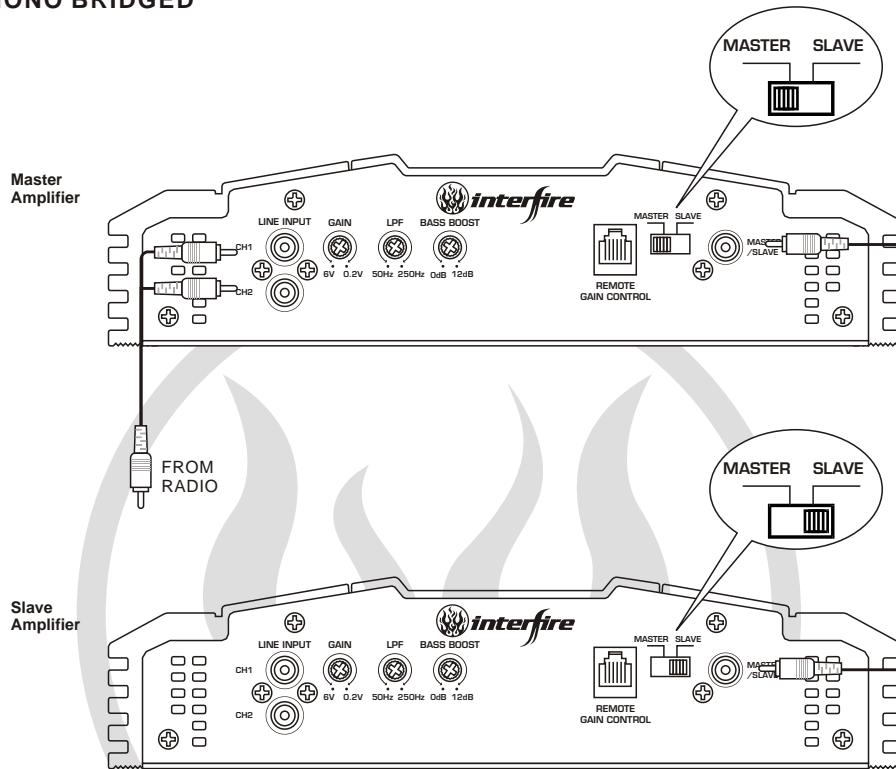 MASTER SLAVE
Master
Amplifier
interfire
LINE INPUT GAIN LPF BASS BOOST
MASTER SLAVE
CH1
6V 0.2V 50Hz 250Hz 0dB 12dB
/SLAVE
CH2
REMOTE
GAIN CONTROL
FROM
RADIO
MASTER SLAVE
Slave
Amplifier
interfire
LINE INPUT GAIN LPF BASS BOOST
MASTER SLAVE
CH1
6V 0.2V 50Hz 250Hz 0dB 12dB
CH2
REMOTE
GAIN CONTROL